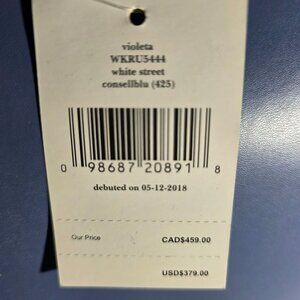 violeta
WKRU5444
white street
consellblu (425)
0 98687 20891 8
debuted on 05-12-2018
Our Price CAD$459.00
USD$379.00